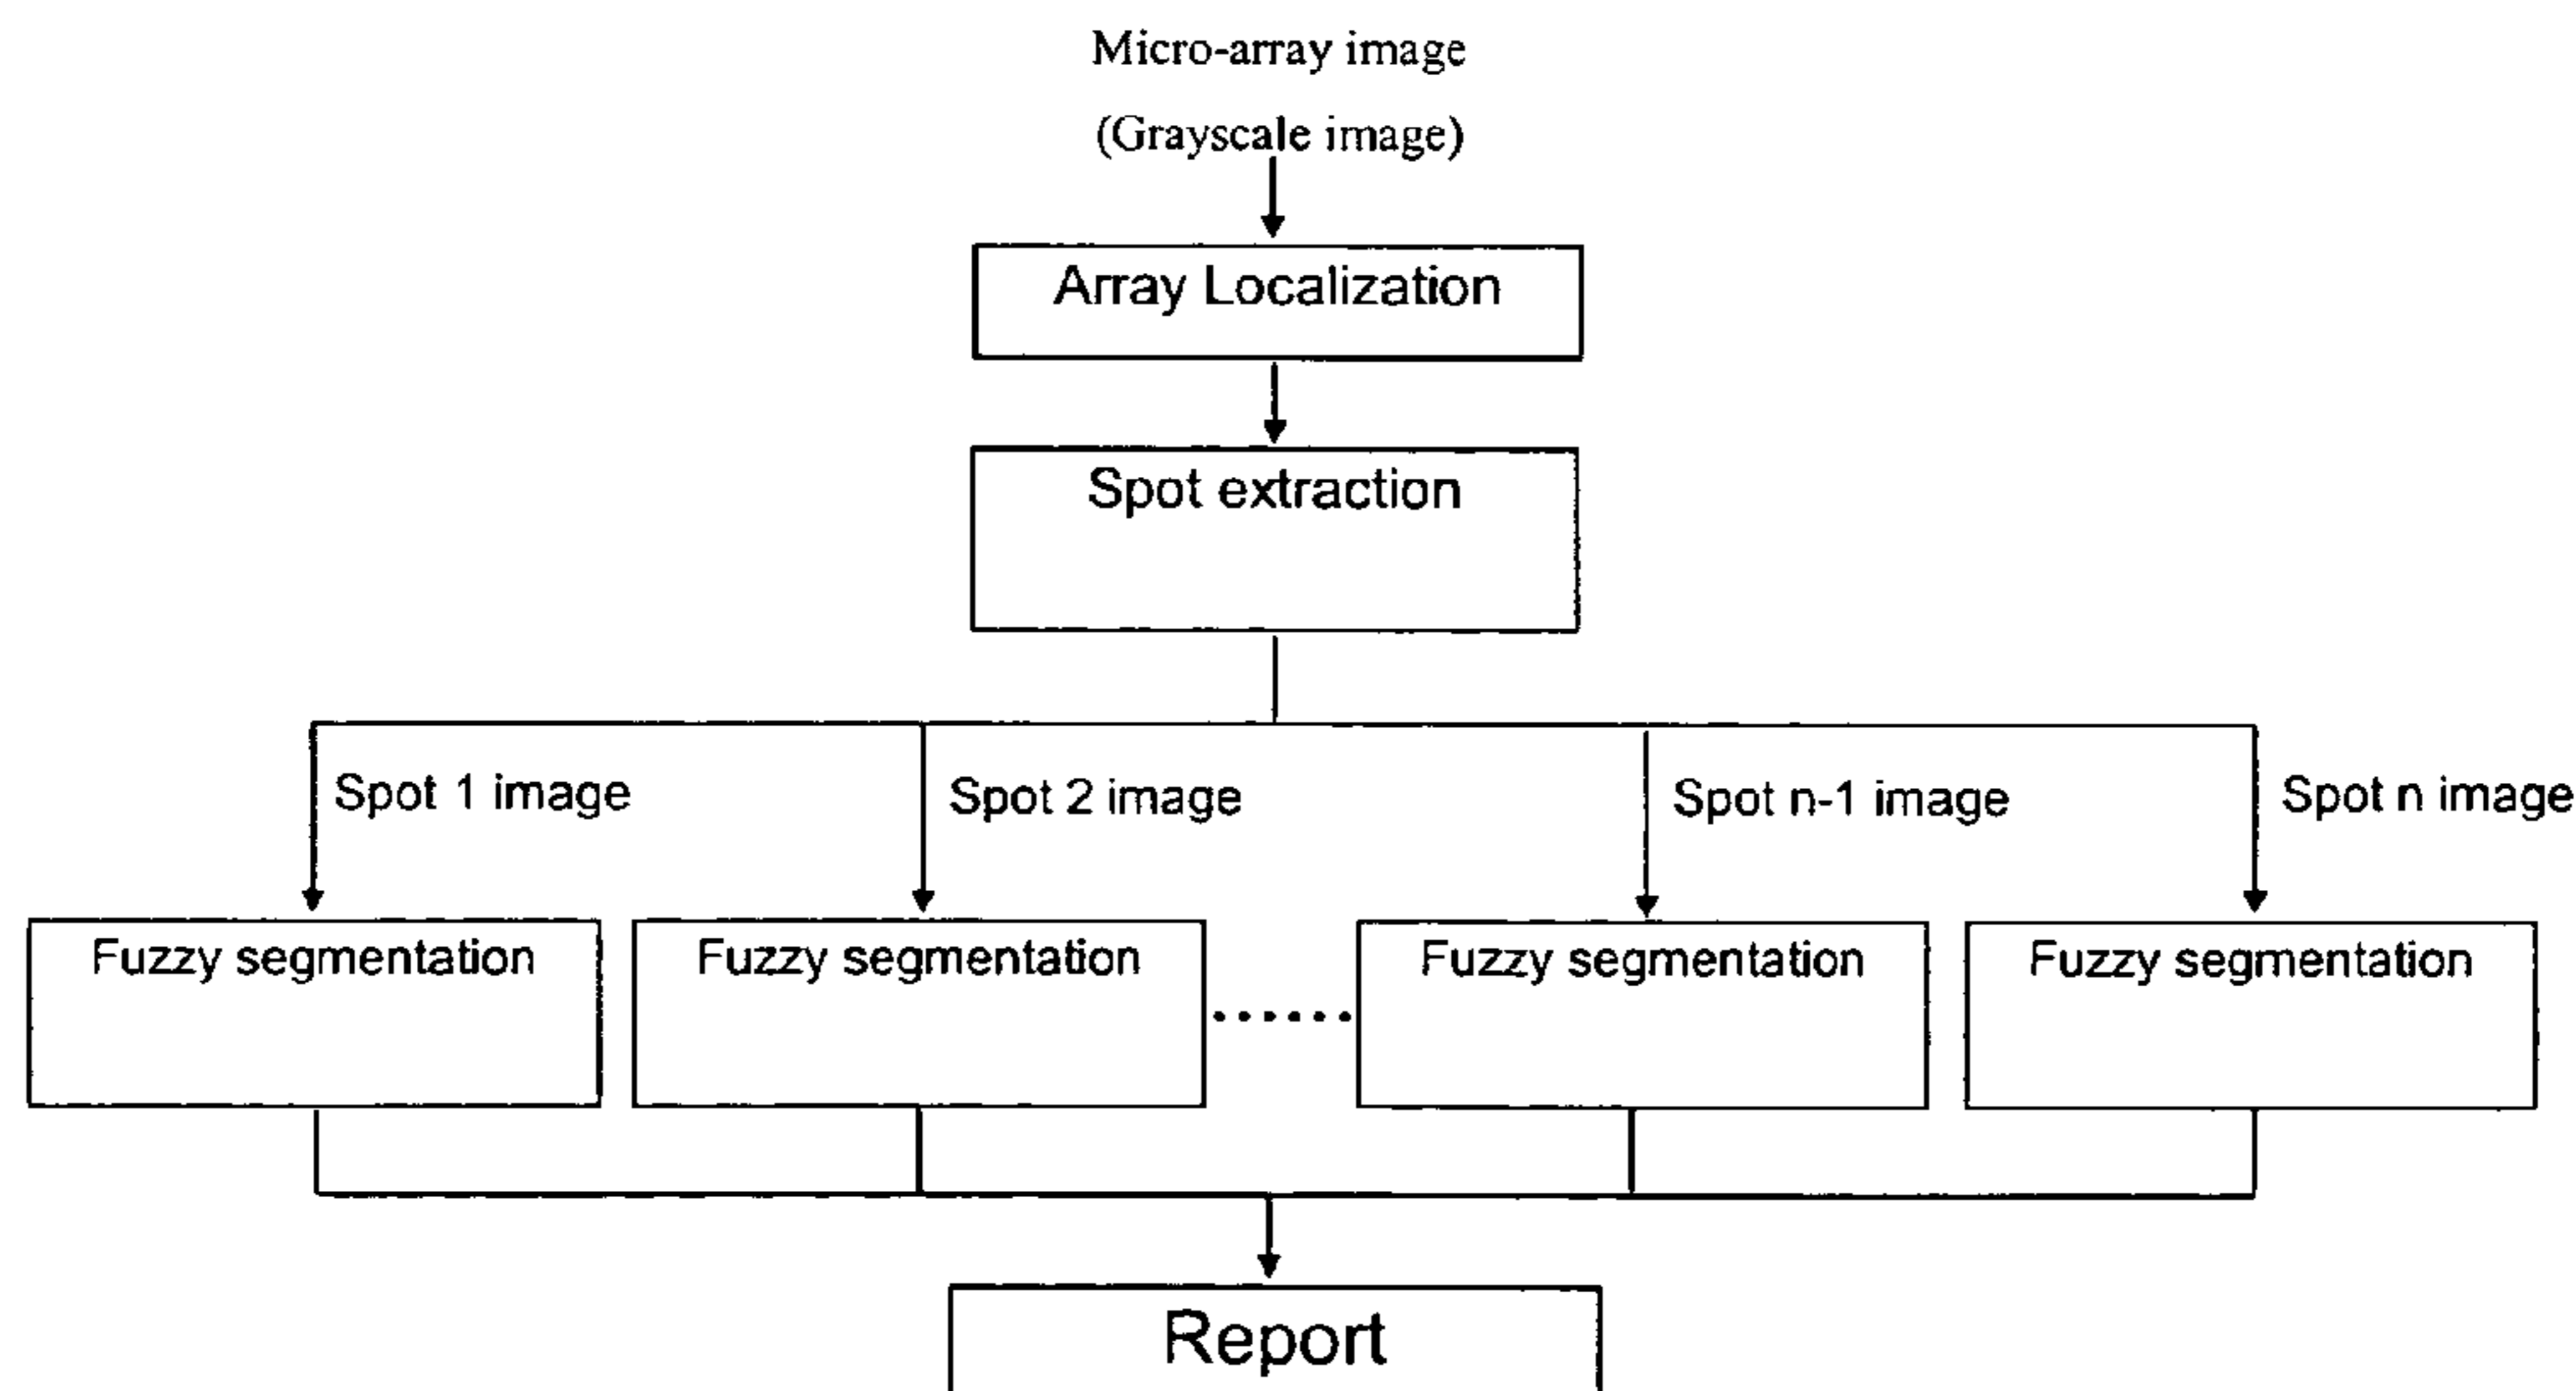 Micro-array image
(Grayscale image)
Array Localization
Spot extraction
Spot 1 image
Spot 2 image
Spot n-1 image
Spot n image
Fuzzy segmentation
Fuzzy segmentation
......
Fuzzy segmentation
Fuzzy segmentation
Report